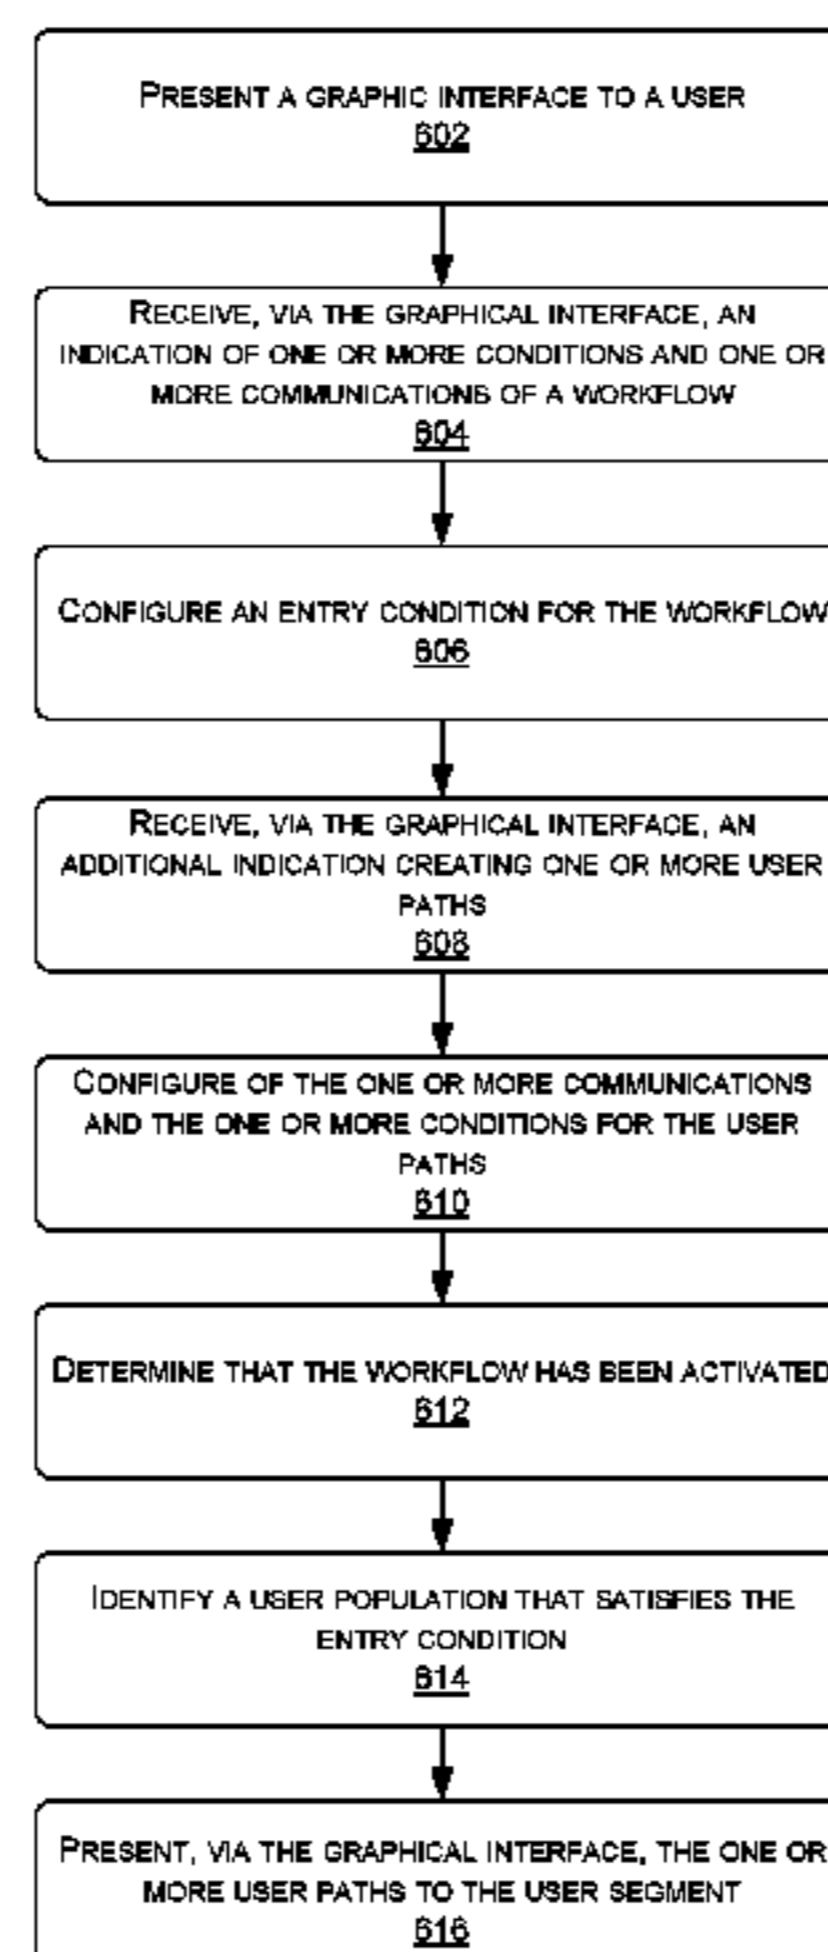 PRESENT A GRAPHIC INTERFACE TO A USER
602
RECEIVE, VIA THE GRAPHICAL INTERFACE, AN
INDICATION OF ONE OR MORE CONDITIONS AND ONE OR
MORE COMMUNICATIONS OF A WORKFLOW
604
CONFIGURE AN ENTRY CONDITION FOR THE WORKFLOW
606
RECEIVE, VIA THE GRAPHICAL INTERFACE, AN
ADDITIONAL INDICATION CREATING ONE OR MORE USER
PATHS
608
CONFIGURE OF THE ONE OR MORE COMMUNICATIONS
AND THE ONE OR MORE CONDITIONS FOR THE USER
PATHS
610
DETERMINE THAT THE WORKFLOW HAS BEEN ACTIVATED
612
IDENTIFY A USER POPULATION THAT SATISFIES THE
ENTRY CONDITION
614
PRESENT, VIA THE GRAPHICAL INTERFACE, THE ONE OR
MORE USER PATHS TO THE USER SEGMENT
616